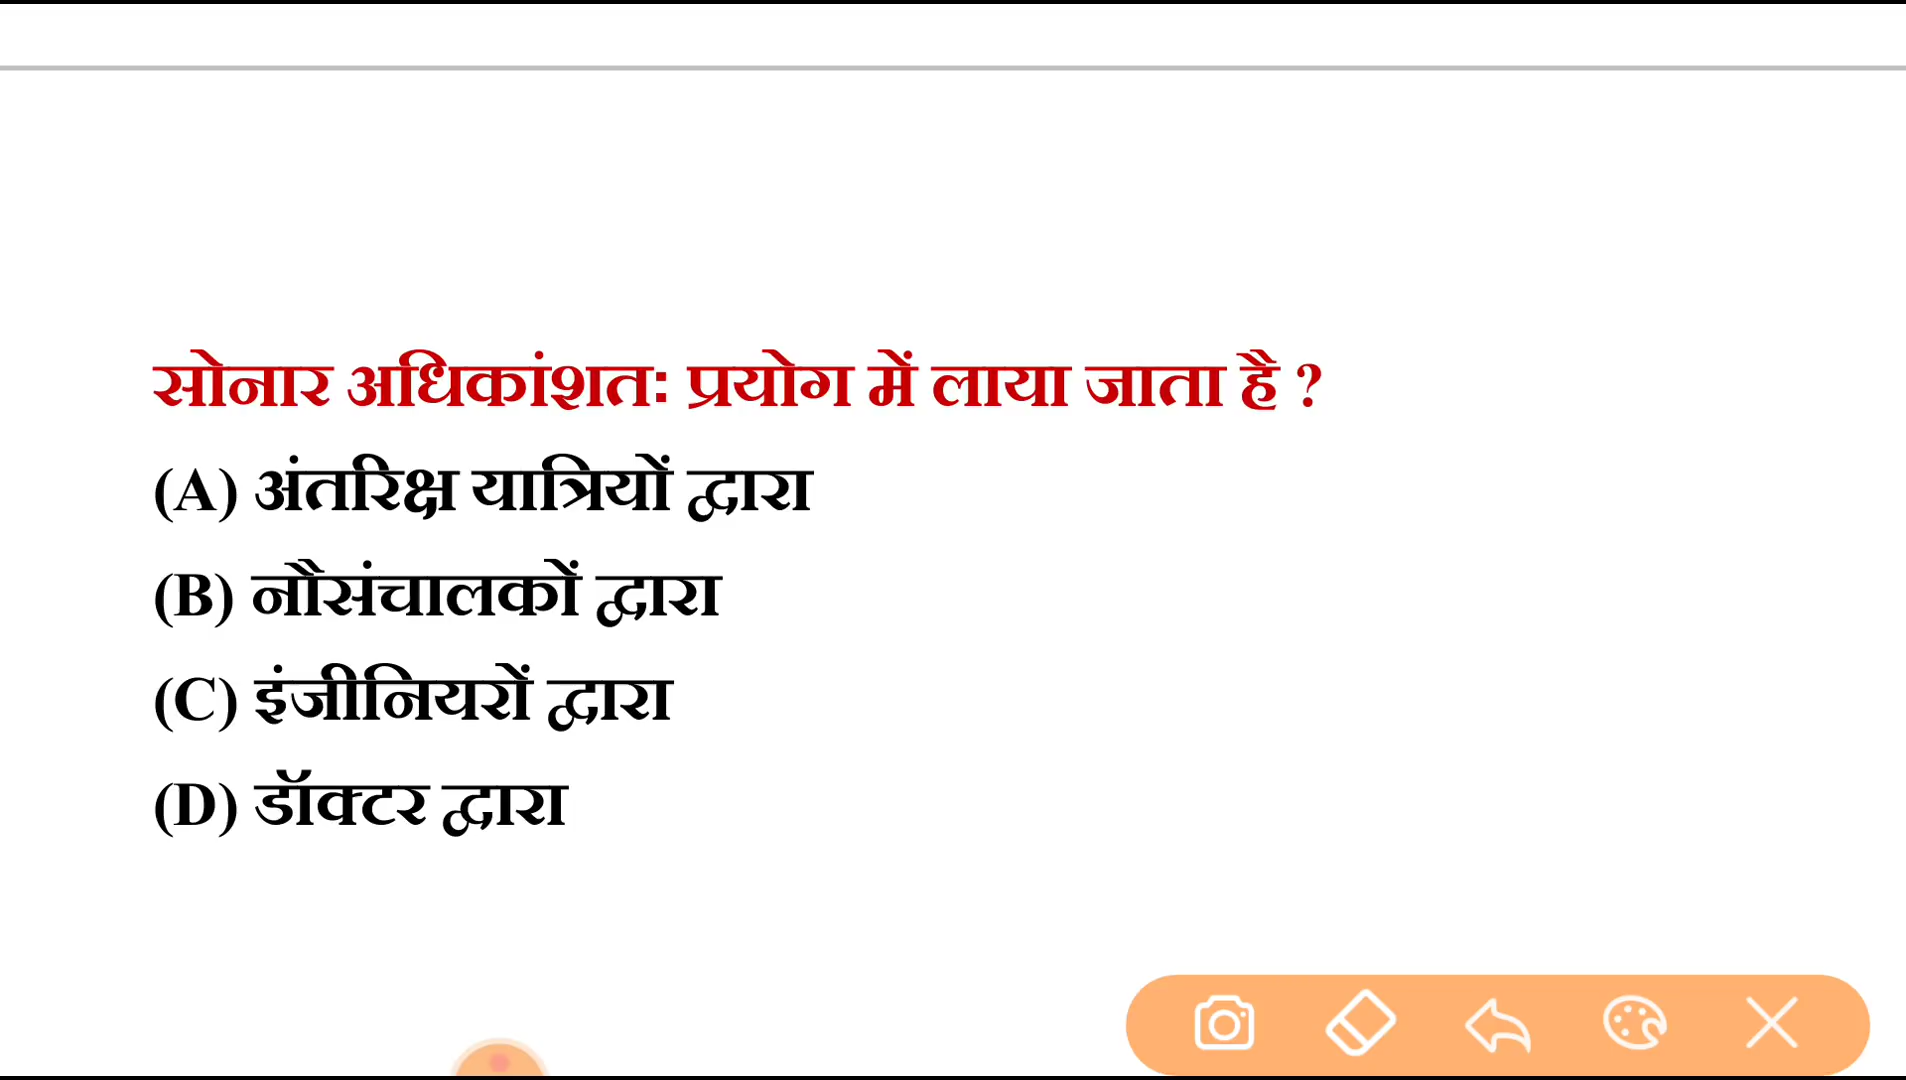 सोनार अधिकांशतः प्रयोग में लाया जाता है ?
(A) अंतरिक्ष यात्रियों द्वारा
(B) नौसंचालकों द्वारा
(C) इंजीनियरों द्वारा
(D) डॉक्टर द्वारा